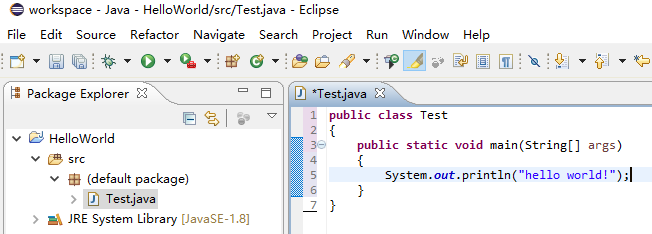 workspace - Java - HelloWorld/src/Test.java - Eclipse
File Edit Source Refactor Navigate Search Project Run Window Help
Package Explorer
*Test.java
HelloWorld
src
(default package)
Test.java
JRE System Library [JavaSE-1.8]
1 public class Test
2 {
3 public static void main(String[] args)
4 {
5 System.out.println("hello world!");
6 }
7 }